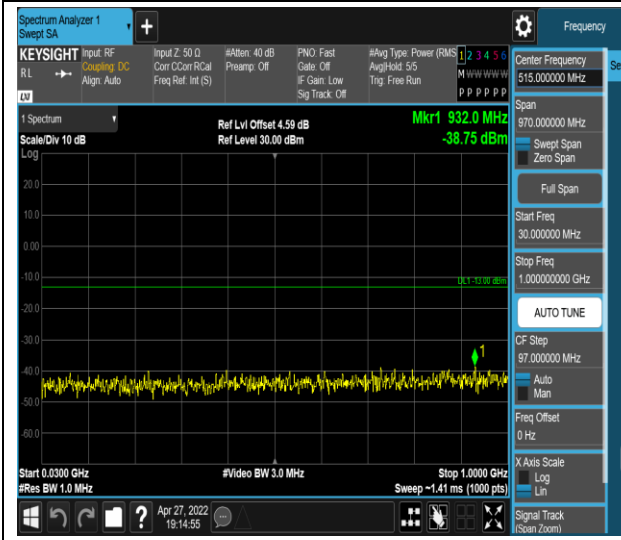 Spectrum Analyzer 1
Swept SA
Frequency
KEYSIGHT
RL
LXI
Input: RF
Coupling: DC
Align: Auto
Input Z: 50 Ω
Corr CCorr RCal
Freq Ref: Int (S)
#Atten: 40 dB
Preamp: Off
PNO: Fast
Gate: Off
IF Gain: Low
Sig Track: Off
#Avg Type: Power (RMS
Avg|Hold: 5/5
Trig: Free Run
1 2 3 4 5 6
M W W W W W
P P P P P P
1 Spectrum
Scale/Div 10 dB
Log
Ref Lvl Offset 4.59 dB
Ref Level 30.00 dBm
Mkr1 932.0 MHz
-38.75 dBm
20.0
10.0
0.00
-10.0
DL1 -13.00 dBm
-20.0
-30.0
1
-40.0
-50.0
-60.0
Start 0.0300 GHz
#Res BW 1.0 MHz
#Video BW 3.0 MHz
Stop 1.0000 GHz
Sweep ~1.41 ms (1000 pts)
Apr 27, 2022
19:14:55
Center Frequency
515.000000 MHz
Se
Span
970.000000 MHz
Swept Span
Zero Span
Full Span
Start Freq
30.000000 MHz
Stop Freq
1.000000000 GHz
AUTO TUNE
CF Step
97.000000 MHz
Auto
Man
Freq Offset
0 Hz
X Axis Scale
Log
Lin
Signal Track
(Span Zoom)